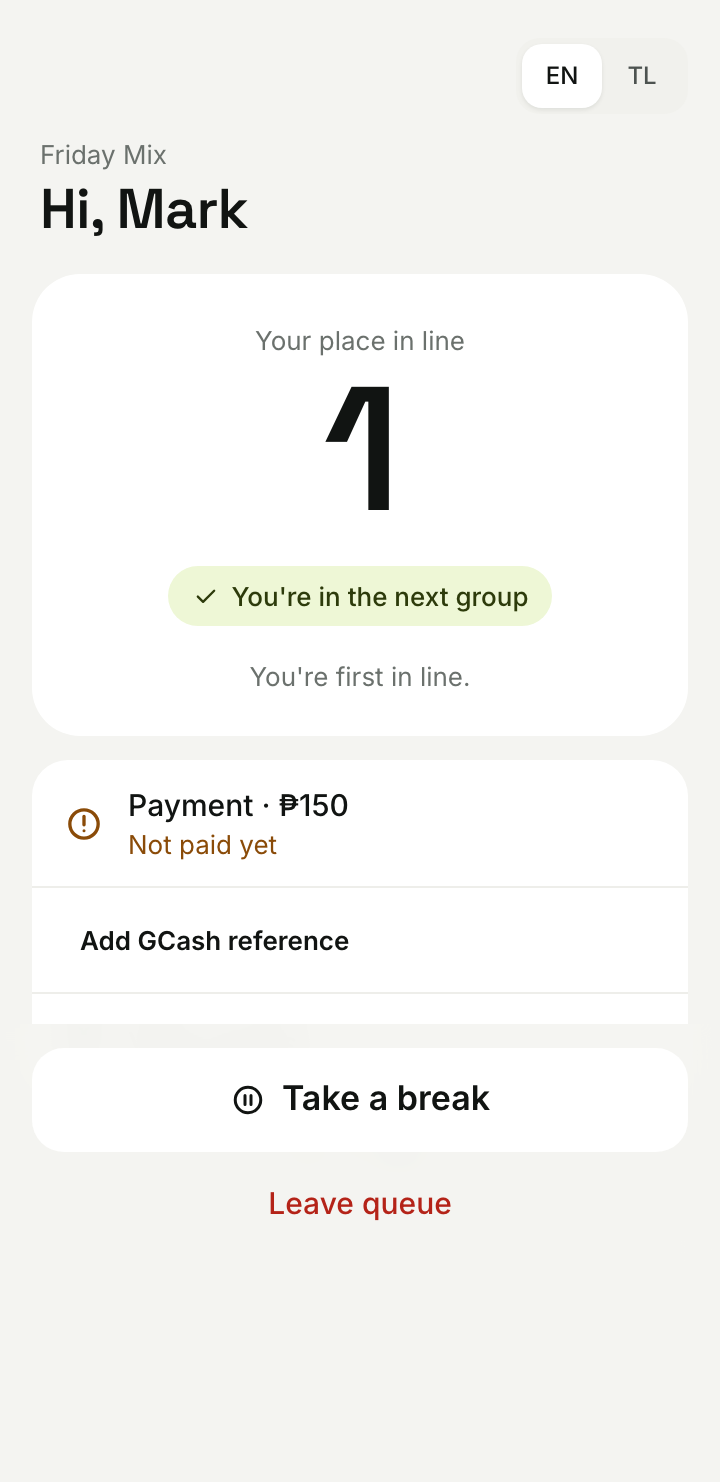 EN TL
Friday Mix
Hi, Mark
Your place in line
1
You're in the next group
You're first in line.
Payment · ₱150
Not paid yet
Add GCash reference
Take a break
Leave queue